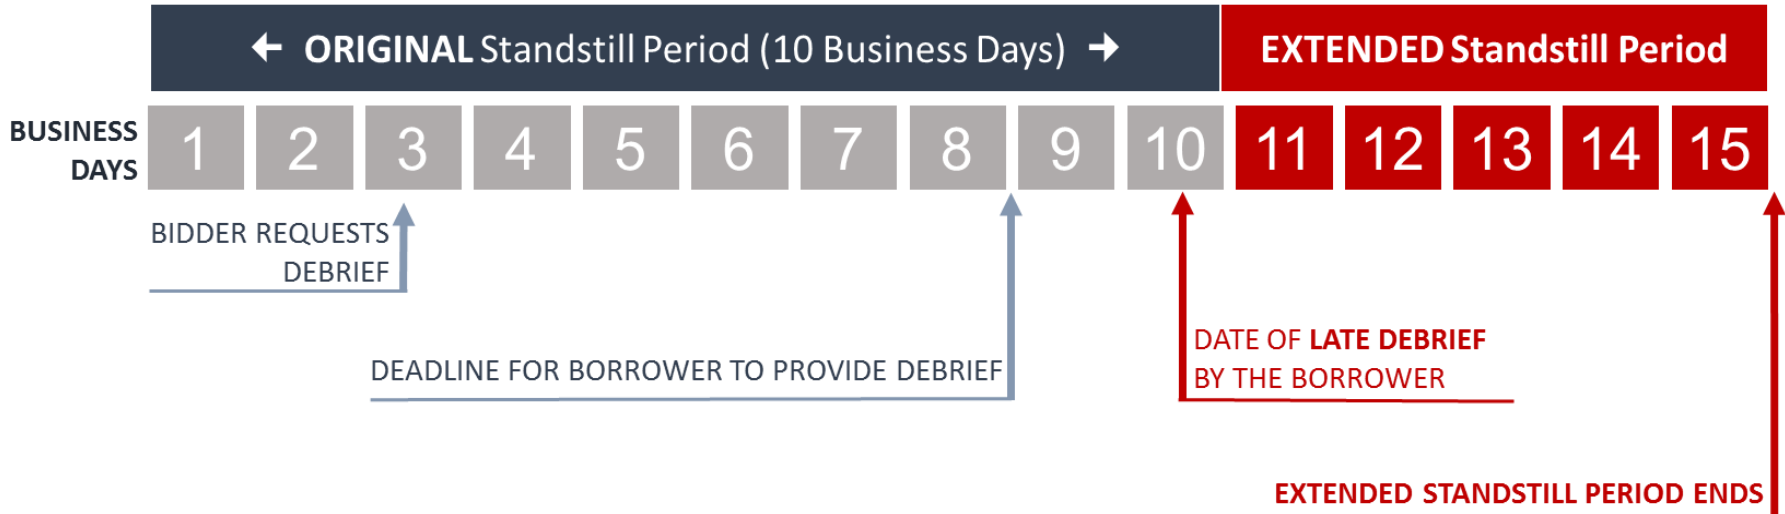 ← ORIGINAL Standstill Period (10 Business Days) →
EXTENDED Standstill Period
BUSINESS
DAYS
1 2 3 4 5 6 7 8 9 10 11 12 13 14 15
BIDDER REQUESTS
DEBRIEF
DEADLINE FOR BORROWER TO PROVIDE DEBRIEF
DATE OF LATE DEBRIEF
BY THE BORROWER
EXTENDED STANDSTILL PERIOD ENDS